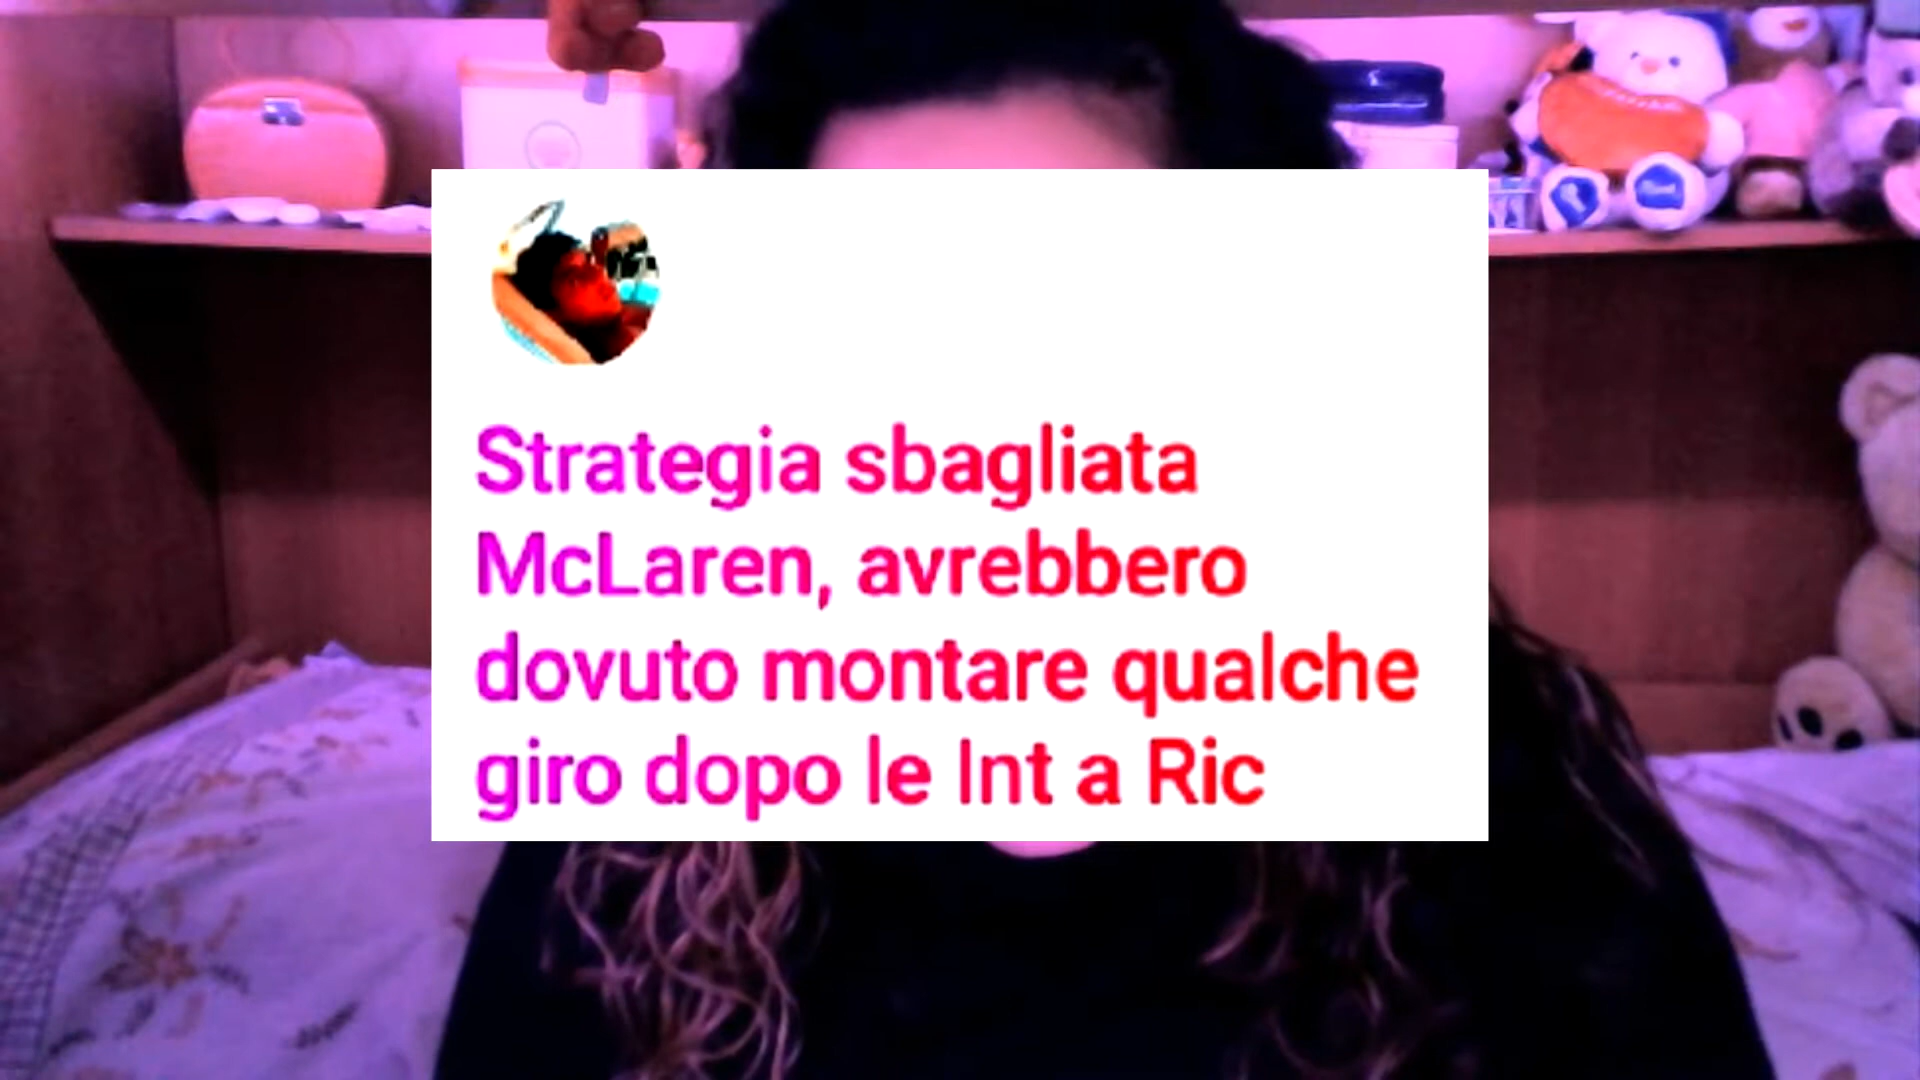 Strategia sbagliata
McLaren, avrebbero
dovuto montare qualche
giro dopo le Int a Ric